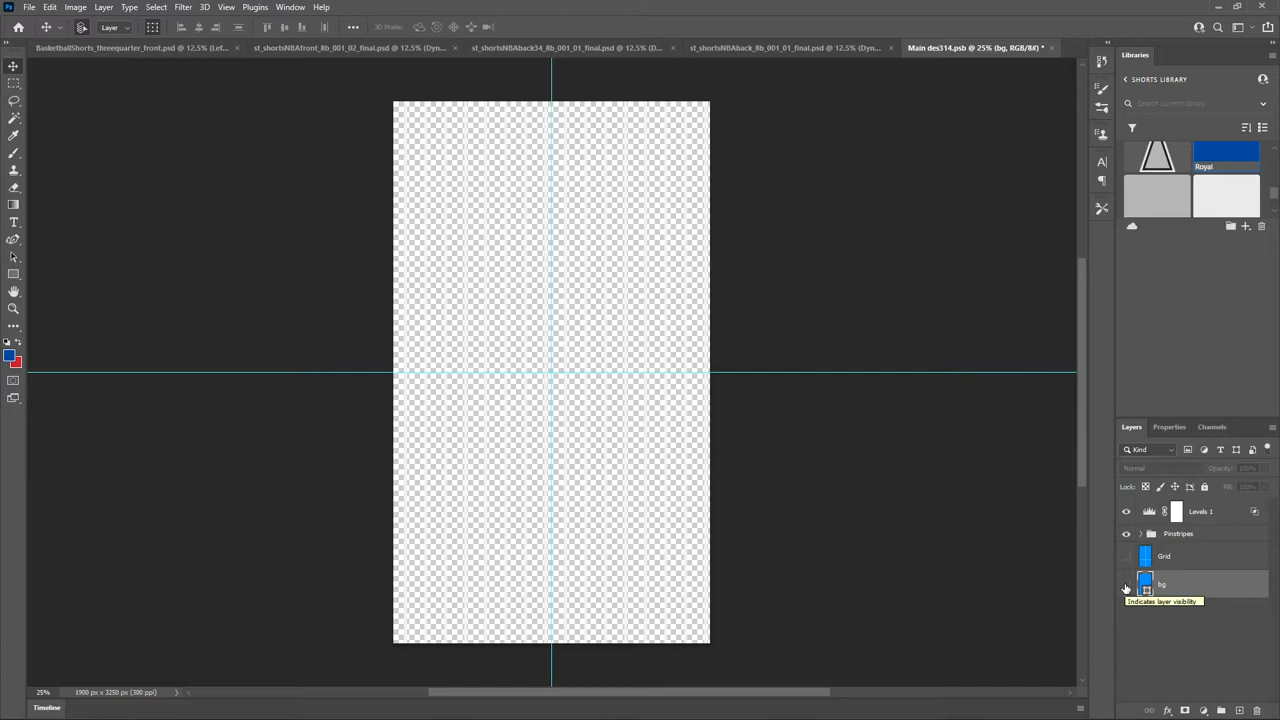 Ps File Edit Image Layer Type Select Filter 3D View Plugins Window Help
Layer 3D Mode:
BasketballShorts_threequarter_front.psd @ 12.5% (Lef... × st_shortsNBAfront_8b_001_02_final.psd @ 12.5% (Dyn... × st_shortsNBAback34_8b_001_01_final.psd @ 12.5% (D... × st_shortsNBAback_8b_001_01_final.psd @ 12.5% (Dyn... × Main des314.psb @ 25% (bg, RGB/8#) * ×
Libraries
SHORTS LIBRARY
Search current library
Royal
Layers Properties Channels
Kind
Normal Opacity: 100%
Lock: Fill: 100%
Levels 1
Pinstripes
Grid
bg
Indicates layer visibility
25% 1900 px x 3250 px (300 ppi)
Timeline